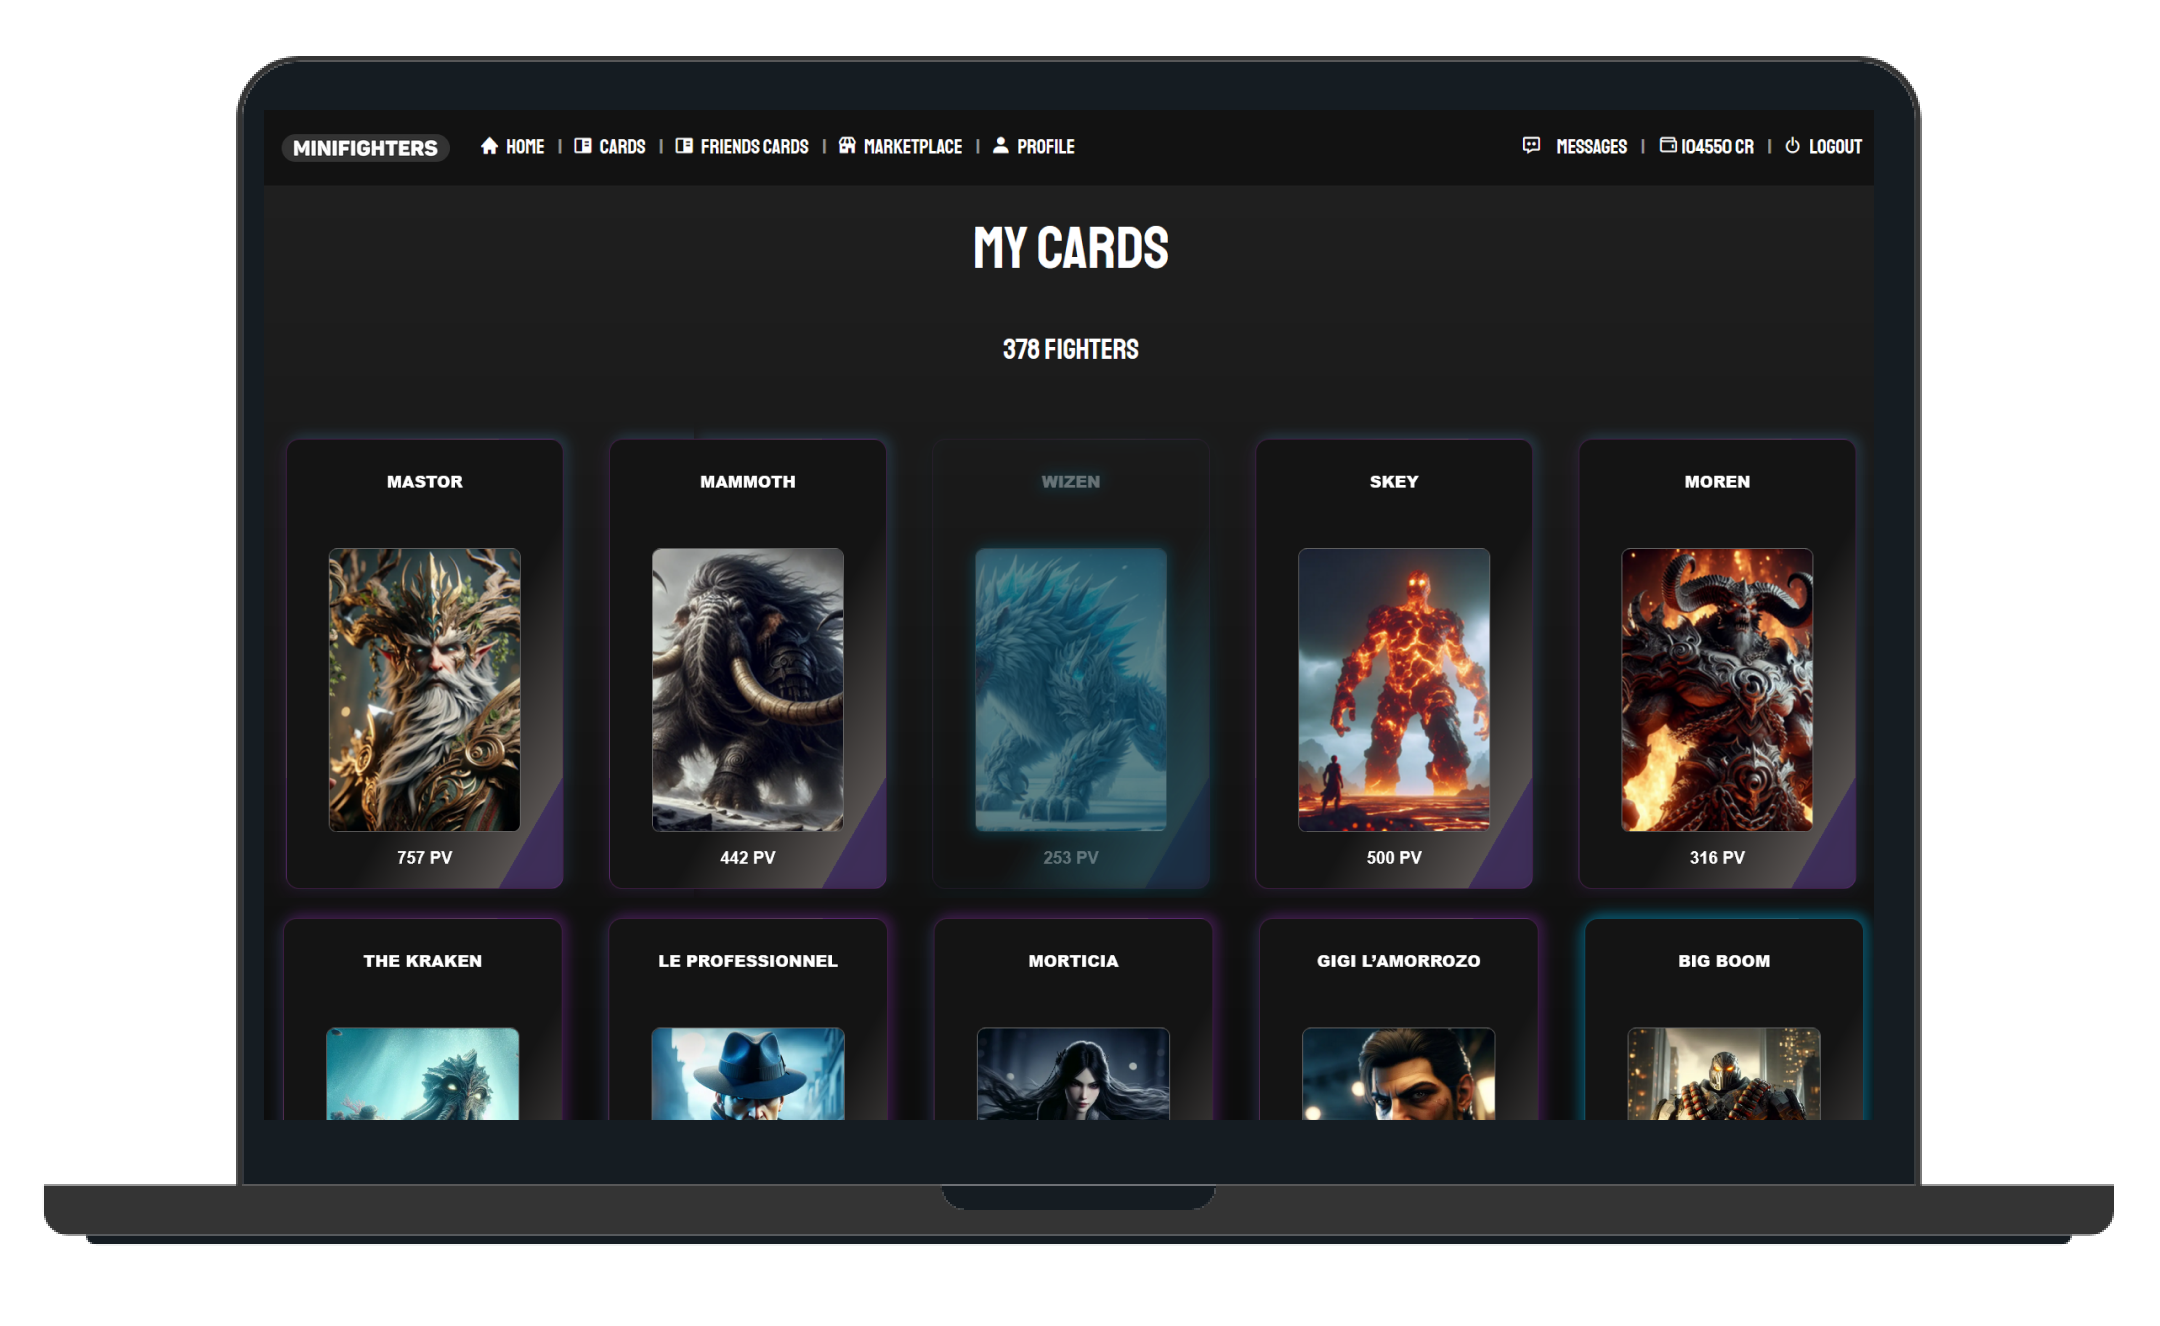 MINIFIGHTERS HOME | CARDS | FRIENDS CARDS | MARKETPLACE | PROFILE MESSAGES | 104550 CR | LOGOUT
MY CARDS
378 FIGHTERS
MASTOR MAMMOTH WIZEN SKEY MOREN
757 PV 442 PV 253 PV 500 PV 316 PV
THE KRAKEN LE PROFESSIONNEL MORTICIA GIGI L'AMORROZO BIG BOOM